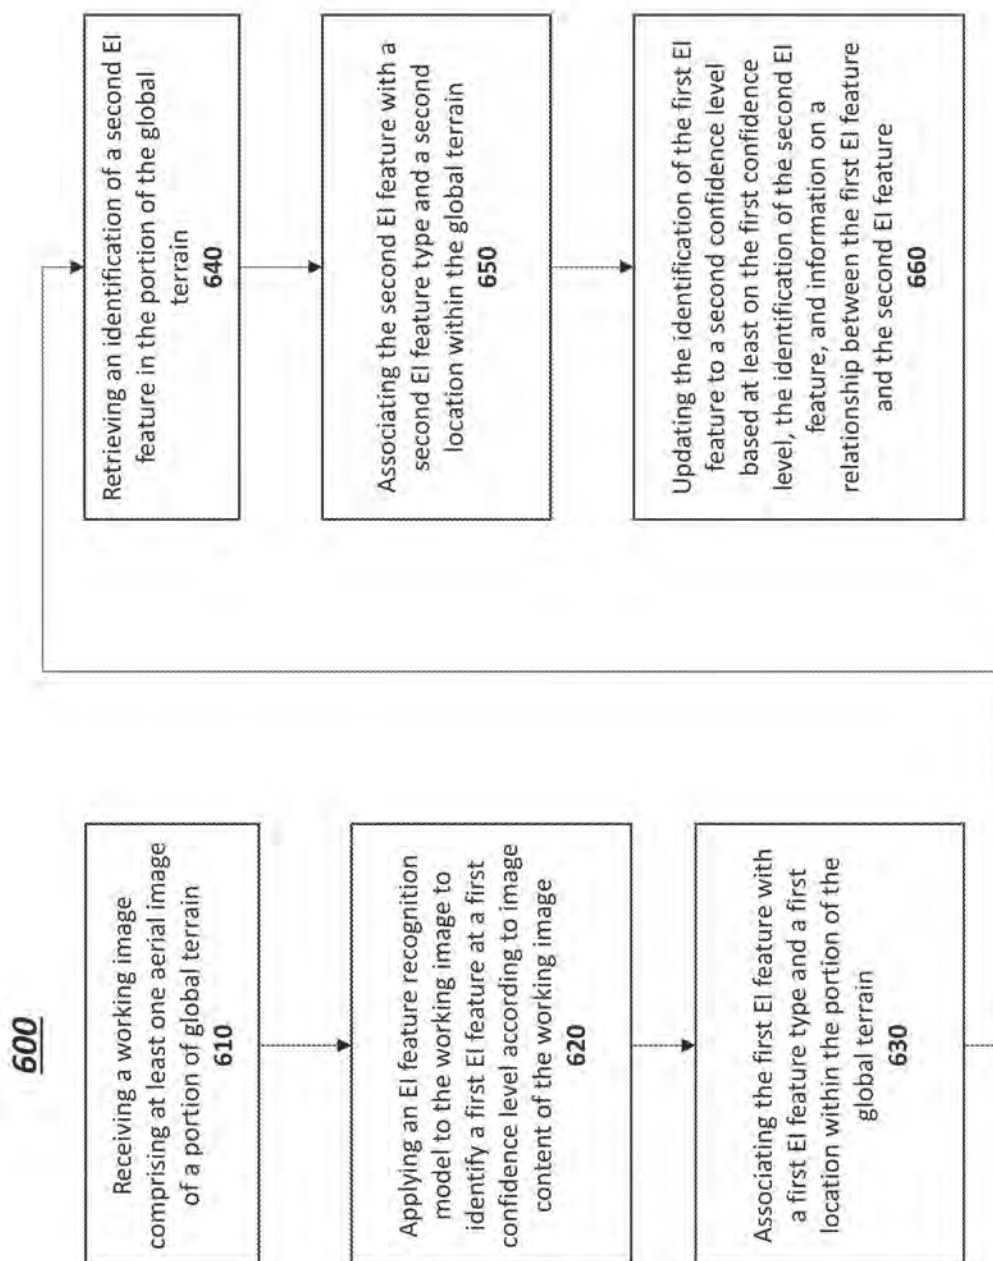 600
Receiving a working image
comprising at least one aerial image
of a portion of global terrain
610
Applying an EI feature recognition
model to the working image to
identify a first EI feature at a first
confidence level according to image
content of the working image
620
Associating the first EI feature with
a first EI feature type and a first
location within the portion of the
global terrain
630
Retrieving an identification of a second EI
feature in the portion of the global
terrain
640
Associating the second EI feature with a
second EI feature type and a second
location within the global terrain
650
Updating the identification of the first EI
feature to a second confidence level
based at least on the first confidence
level, the identification of the second EI
feature, and information on a
relationship between the first EI feature
and the second EI feature
660